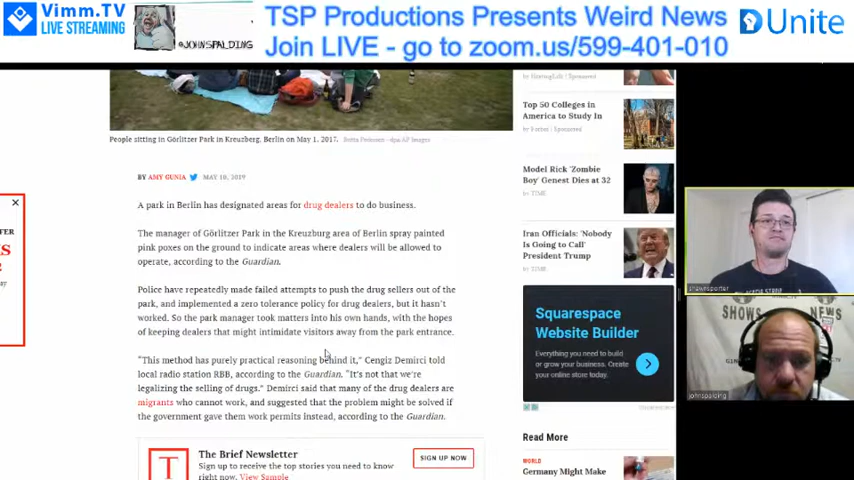 Vimm.TV
LIVE STREAMING
@JOHNSPALDING
TSP Productions Presents Weird News
Join LIVE - go to zoom.us/599-401-010
Unite
People sitting in Görlitzer Park in Kreuzberg, Berlin on May 1, 2017.
BY AMY GUNIA MAY 10, 2019
A park in Berlin has designated areas for drug dealers to do business.
The manager of Görlitzer Park in the Kreuzburg area of Berlin spray painted
pink poxes on the ground to indicate areas where dealers will be allowed to
operate, according to the Guardian.
Police have repeatedly made failed attempts to push the drug sellers out of the
park, and implemented a zero tolerance policy for drug dealers, but it hasn't
worked. So the park manager took matters into his own hands, with the hopes
of keeping dealers that might intimidate visitors away from the park entrance.
"This method has purely practical reasoning behind it," Cengiz Demirci told
local radio station RBB, according to the Guardian. "It's not that we're
legalizing the selling of drugs." Demirci said that many of the drug dealers are
migrants who cannot work, and suggested that the problem might be solved if
the government gave them work permits instead, according to the Guardian.
T
The Brief Newsletter
Sign up to receive the top stories you need to know
right now. View Sample
SIGN UP NOW
Top 50 Colleges in
America to Study In
by Forbes | Sponsored
Model Rick 'Zombie
Boy' Genest Dies at 32
by TIME
Iran Officials: 'Nobody
Is Going to Call'
President Trump
by TIME
Squarespace
Website Builder
Everything you need to build
or grow your business. Create
your online store today.
Read More
WORLD
Germany Might Make
SHOWS
johnspalding